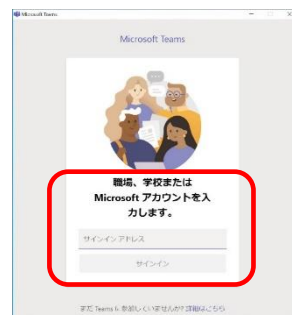 Microsoft Teams
Microsoft Teams
職場、学校または
Microsoft アカウントを入
力します。
サインイン アドレス
サインイン
まだ Teams を使用していませんか? 詳細はこちら